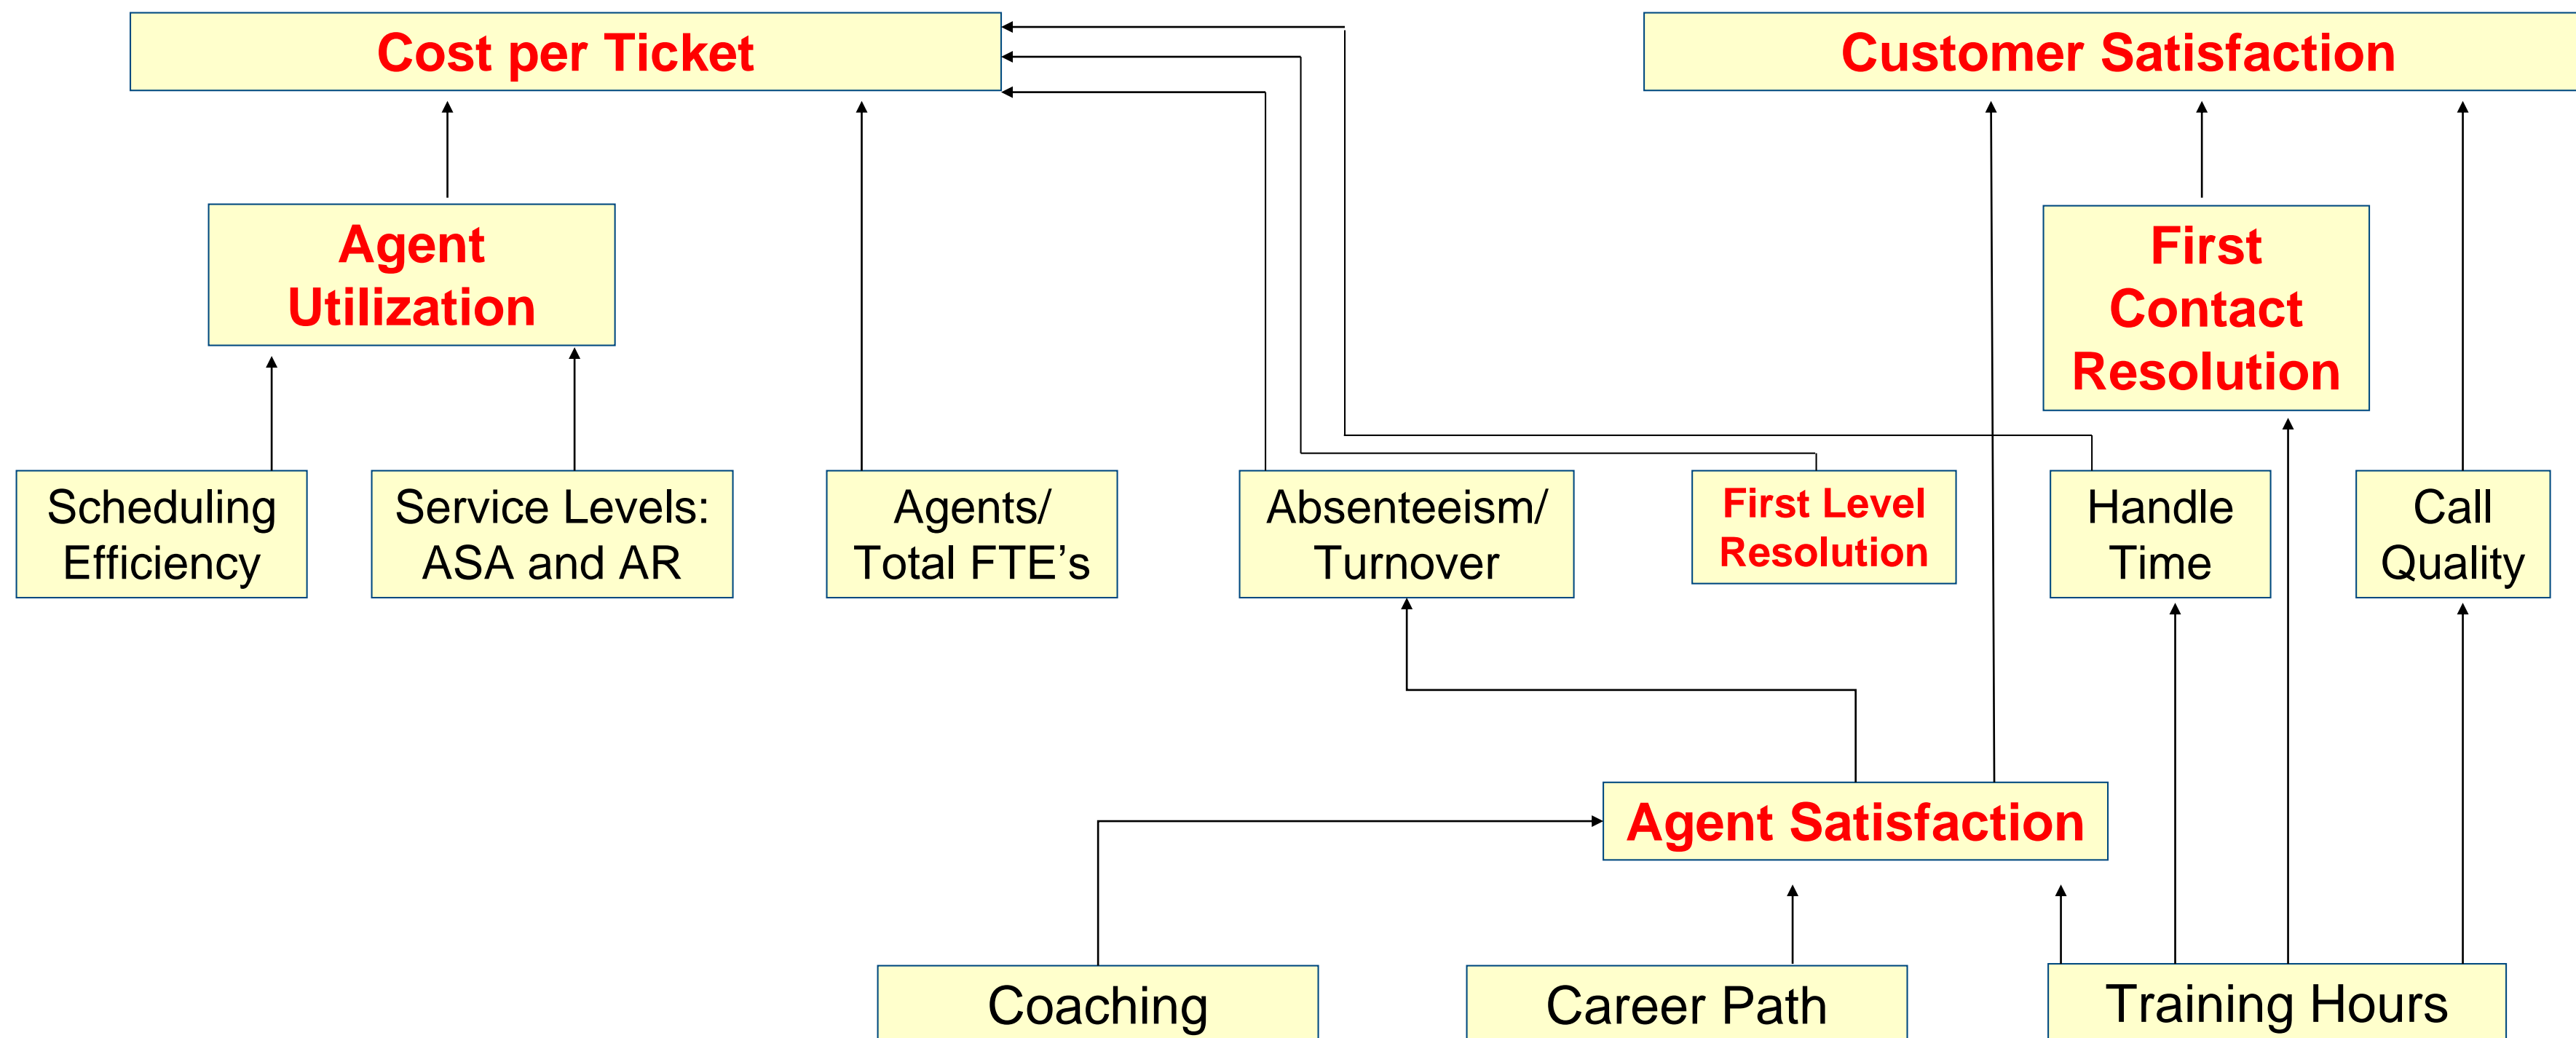 Cost per Ticket
Customer Satisfaction
Agent
Utilization
First
Contact
Resolution
Scheduling
Efficiency
Service Levels:
ASA and AR
Agents/
Total FTE’s
Absenteeism/
Turnover
First Level
Resolution
Handle
Time
Call
Quality
Agent Satisfaction
Coaching
Career Path
Training Hours